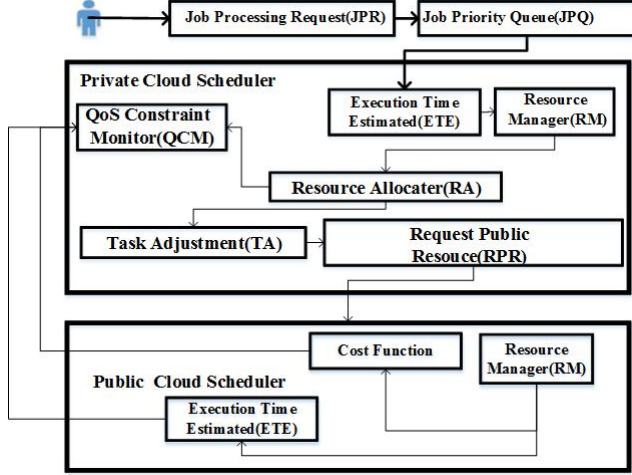 Job Processing Request(JPR)
Job Priority Queue(JPQ)
Private Cloud Scheduler
QoS Constraint
Monitor(QCM)
Execution Time
Estimated(ETE)
Resource
Manager(RM)
Resource Allocater(RA)
Task Adjustment(TA)
Request Public
Resouce(RPR)
Cost Function
Resource
Manager(RM)
Public Cloud Scheduler
Execution Time
Estimated(ETE)